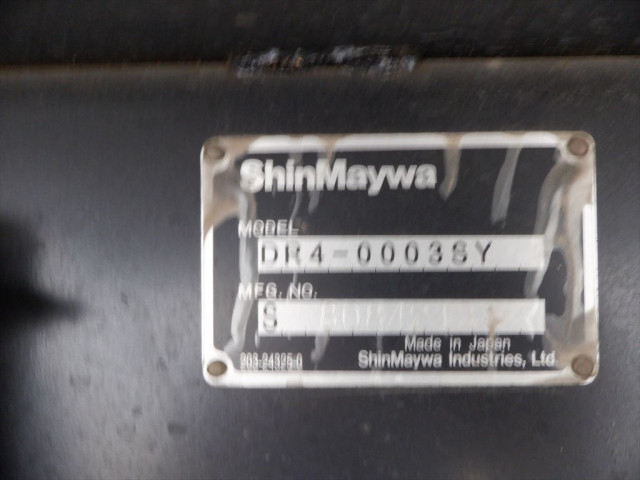 ShinMaywa
MODEL
DR4-0003SY
MFG. NO.
S
Made in Japan
203-24325-0
ShinMaywa Industries, Ltd.